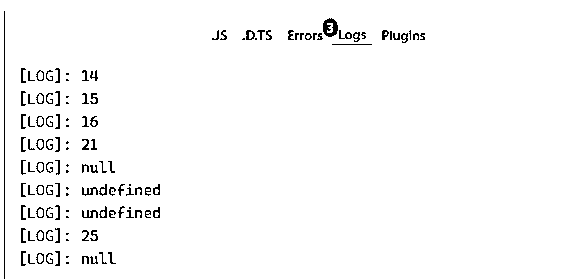 .JS .D.TS Errors 3 Logs Plugins
[LOG]: 14
[LOG]: 15
[LOG]: 16
[LOG]: 21
[LOG]: null
[LOG]: undefined
[LOG]: undefined
[LOG]: 25
[LOG]: null